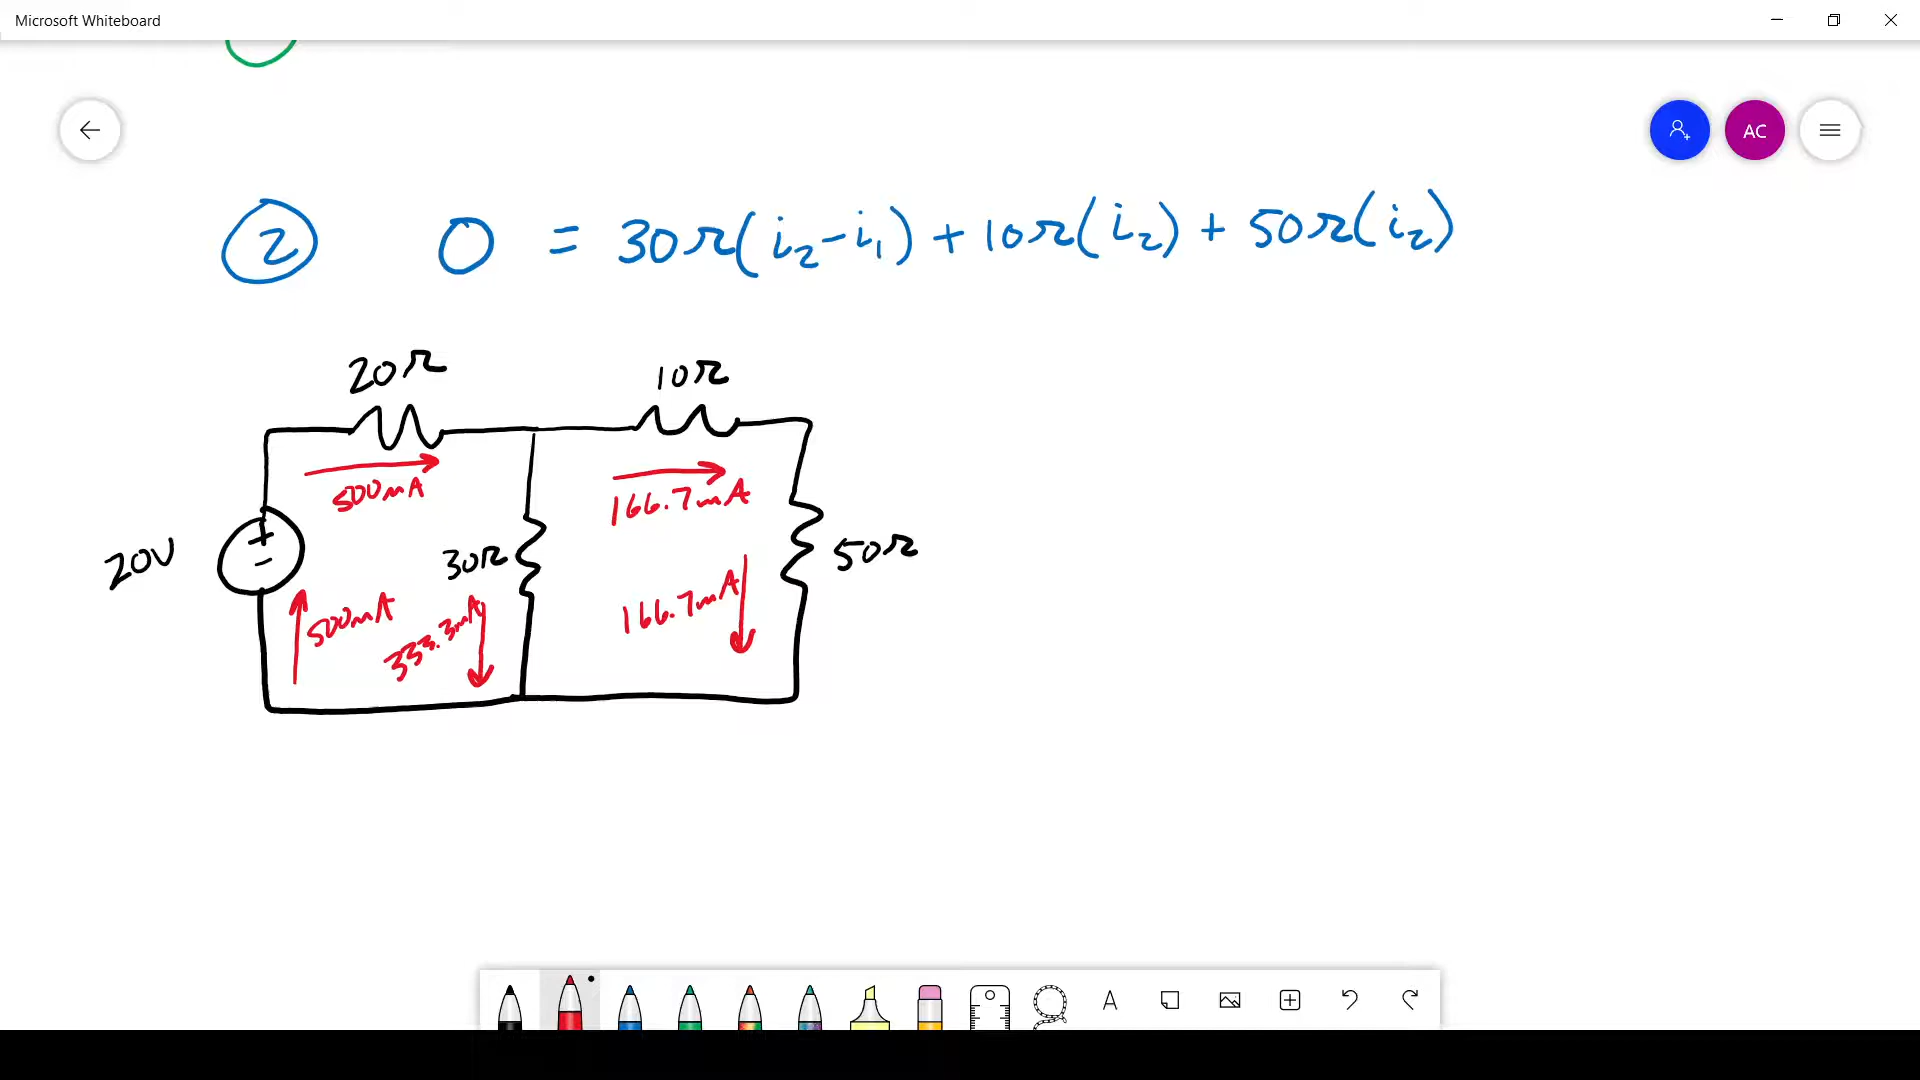 Microsoft Whiteboard
AC
2 0 = 30Ω(i₂-i₁) + 10Ω(i₂) + 50Ω(i₂)
20Ω
10Ω
500mA
166.7mA
20V
30Ω
50Ω
500mA
333.3mA
166.7mA
A